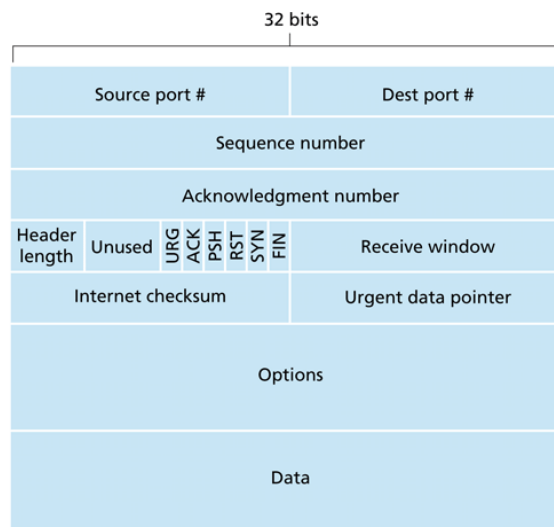 32 bits
Source port #
Dest port #
Sequence number
Acknowledgment number
Header
length
Unused
URG
ACK
PSH
RST
SYN
FIN
Receive window
Internet checksum
Urgent data pointer
Options
Data